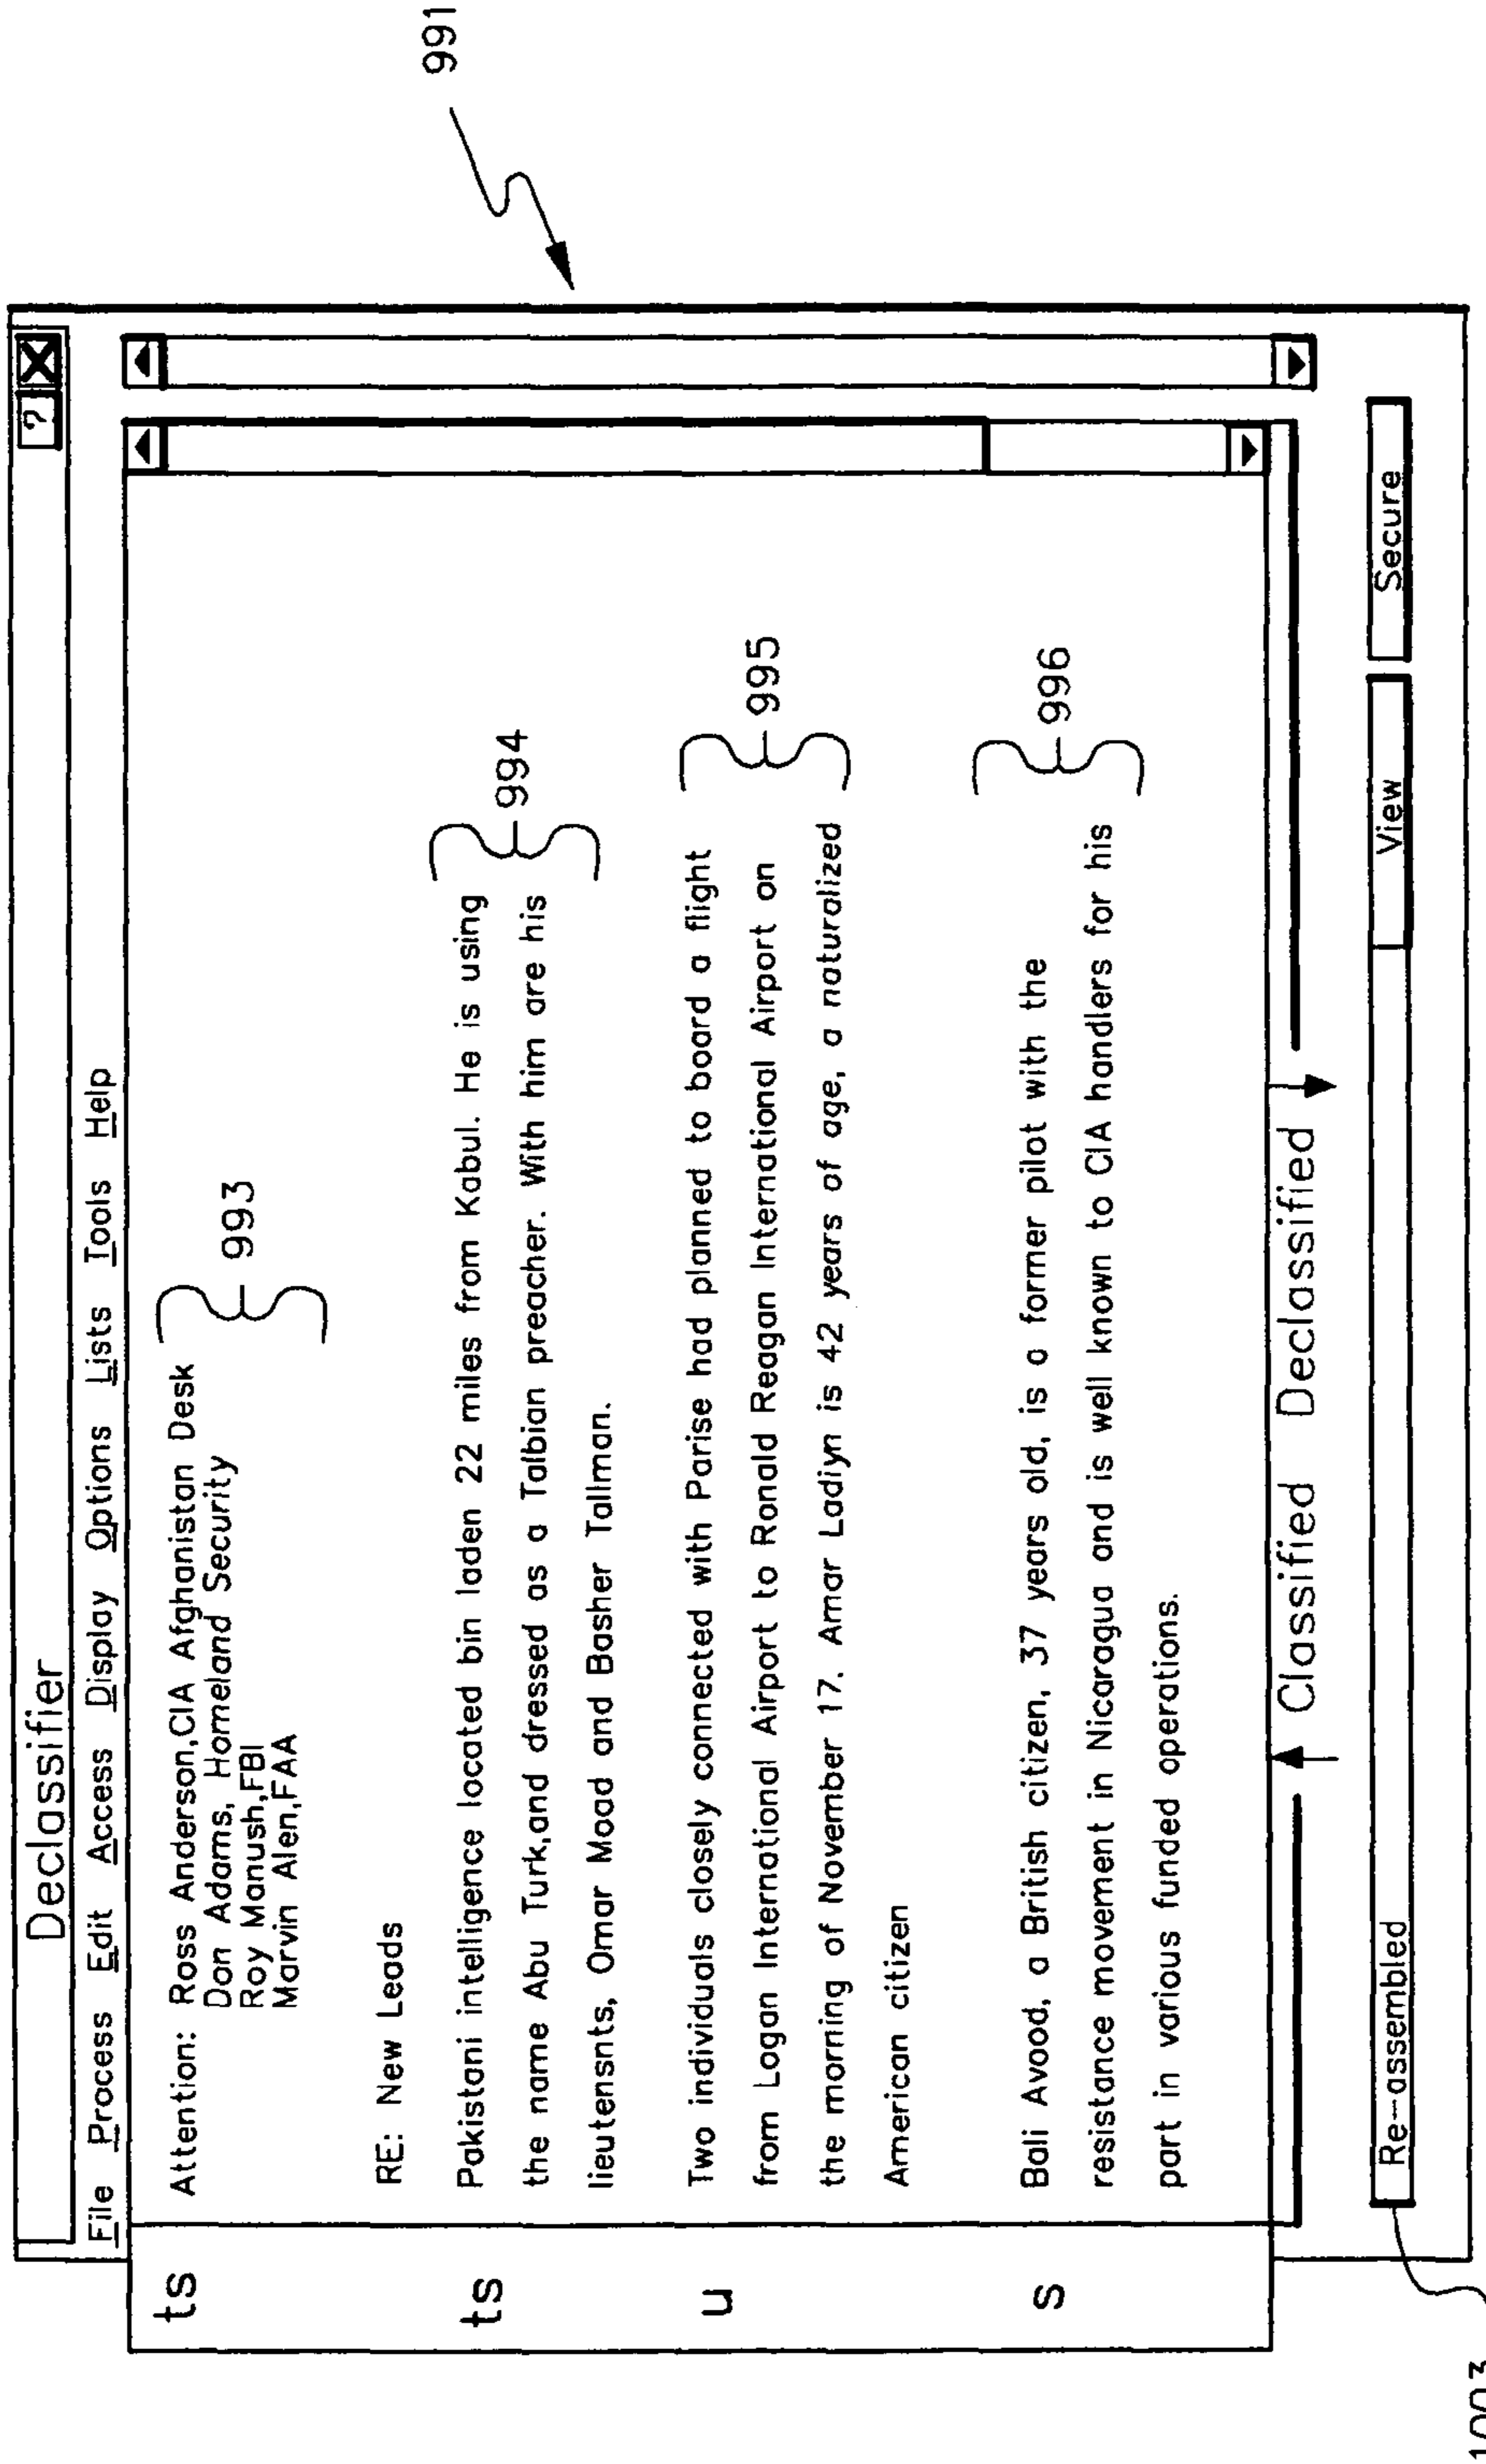 Declassifier
? X
File Process Edit Access Display Options Lists Tools Help
ts
Attention: Ross Anderson,CIA Afghanistan Desk
Don Adams, Homeland Security
Roy Manush,FBI
Marvin Alen,FAA
993
RE: New Leads
ts
Pakistani intelligence located bin laden 22 miles from Kabul. He is using
the name Abu Turk,and dressed as a Talbian preacher. With him are his
lieutensnts, Omar Moad and Basher Tallman.
994
u
Two individuals closely connected with Parise had planned to board a flight
from Logan International Airport to Ronald Reagan International Airport on
the morning of November 17. Amar Ladiyn is 42 years of age, a naturalized
American citizen
995
s
Bali Avood, a British citizen, 37 years old, is a former pilot with the
resistance movement in Nicaragua and is well known to CIA handlers for his
part in various funded operations.
996
Classified Declassified
Re-assembled View Secure
991
1003